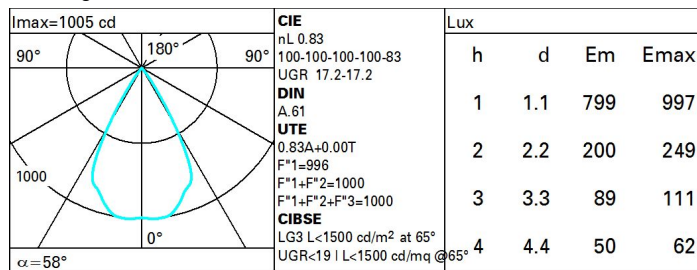 Imax=1005 cd
90° 180° 90°
1000
0°
α=58°
CIE
nL 0.83
100-100-100-100-83
UGR 17.2-17.2
DIN
A.61
UTE
0.83A+0.00T
F"1=996
F"1+F"2=1000
F"1+F"2+F"3=1000
CIBSE
LG3 L<1500 cd/m² at 65°
UGR<19 | L<1500 cd/mq @65°
Lux
h d Em Emax
1 1.1 799 997
2 2.2 200 249
3 3.3 89 111
4 4.4 50 62